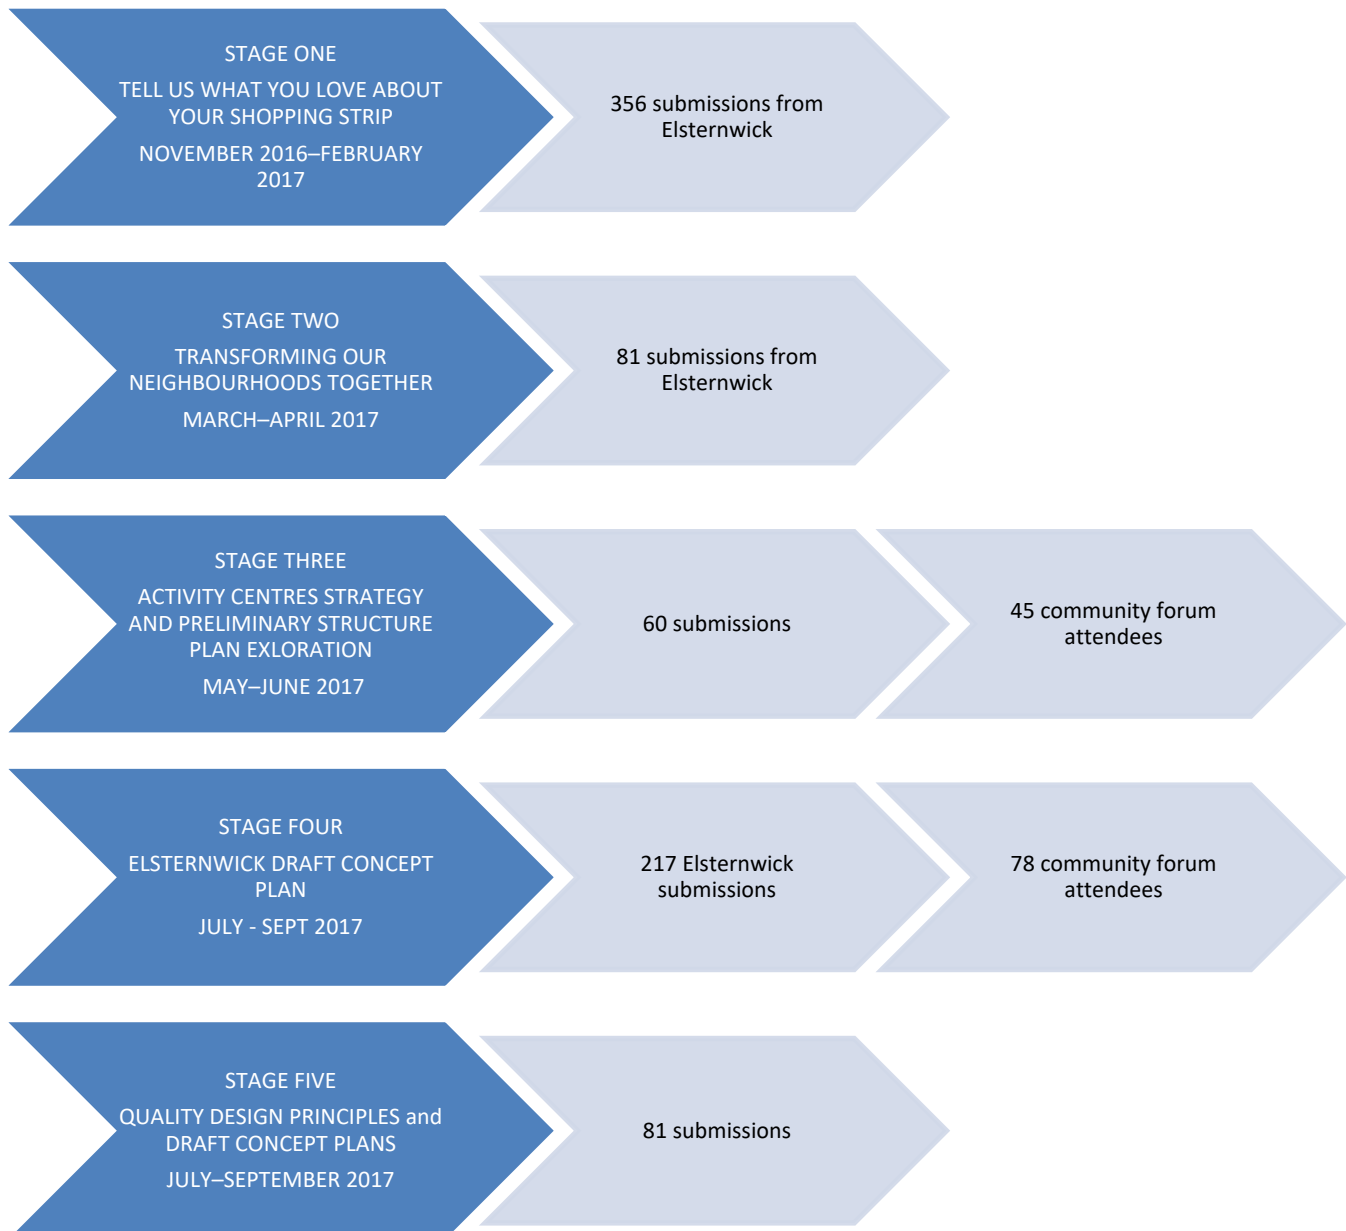 STAGE ONE
TELL US WHAT YOU LOVE ABOUT
YOUR SHOPPING STRIP
NOVEMBER 2016–FEBRUARY
2017
356 submissions from
Elsternwick
STAGE TWO
TRANSFORMING OUR
NEIGHBOURHOODS TOGETHER
MARCH–APRIL 2017
81 submissions from
Elsternwick
STAGE THREE
ACTIVITY CENTRES STRATEGY
AND PRELIMINARY STRUCTURE
PLAN EXLORATION
MAY–JUNE 2017
60 submissions
45 community forum
attendees
STAGE FOUR
ELSTERNWICK DRAFT CONCEPT
PLAN
JULY - SEPT 2017
217 Elsternwick
submissions
78 community forum
attendees
STAGE FIVE
QUALITY DESIGN PRINCIPLES and
DRAFT CONCEPT PLANS
JULY–SEPTEMBER 2017
81 submissions